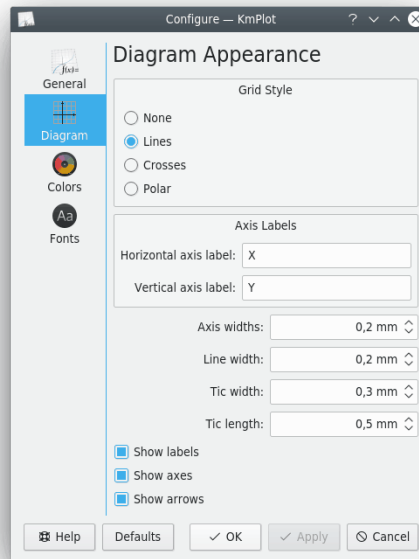 Configure — KmPlot
Diagram Appearance
General
Diagram
Colors
Aa
Fonts
Grid Style
None
Lines
Crosses
Polar
Axis Labels
Horizontal axis label: X
Vertical axis label: Y
Axis widths: 0,2 mm
Line width: 0,2 mm
Tic width: 0,3 mm
Tic length: 0,5 mm
Show labels
Show axes
Show arrows
Help Defaults OK Apply Cancel